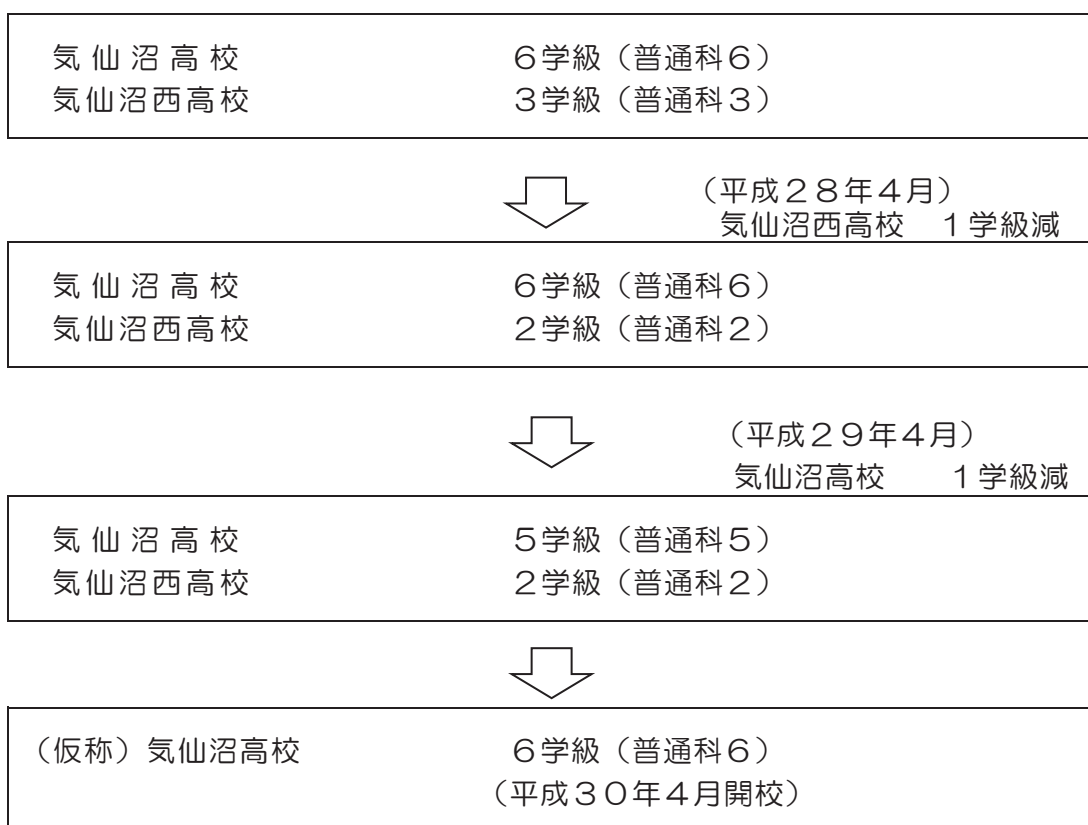 気仙沼高校 ６学級（普通科６）
気仙沼西高校 ３学級（普通科３）
（平成２８年４月）
気仙沼西高校 １学級減
気仙沼高校 ６学級（普通科６）
気仙沼西高校 ２学級（普通科２）
（平成２９年４月）
気仙沼高校 １学級減
気仙沼高校 ５学級（普通科５）
気仙沼西高校 ２学級（普通科２）
（仮称）気仙沼高校 ６学級（普通科６）
（平成３０年４月開校）